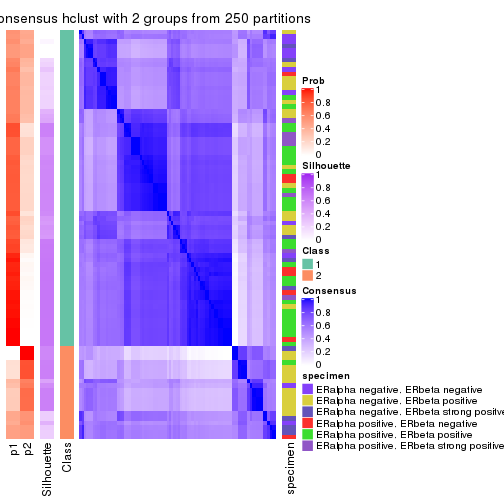 onsensus hclust with 2 groups from 250 partitions
Prob
1
0.8
0.6
0.4
0.2
0
Silhouette
1
0.8
0.6
0.4
0.2
0
Class
1
2
Consensus
1
0.8
0.6
0.4
0.2
0
specimen
ERalpha negative. ERbeta negative
ERalpha negative. ERbeta positive
ERalpha negative. ERbeta strong positive
ERalpha positive. ERbeta negative
ERalpha positive. ERbeta positive
ERalpha positive. ERbeta strong positive
p1
p2
Silhouette
Class
specimen